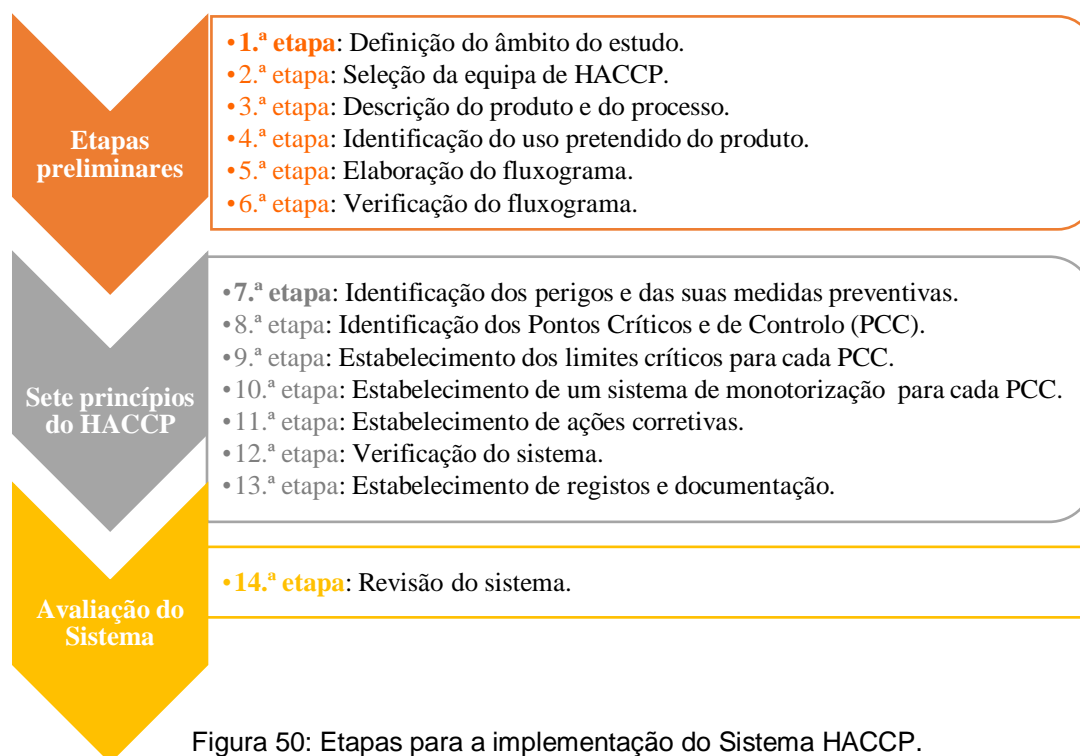 Etapas
preliminares
•1.ª etapa: Definição do âmbito do estudo.
•2.ª etapa: Seleção da equipa de HACCP.
•3.ª etapa: Descrição do produto e do processo.
•4.ª etapa: Identificação do uso pretendido do produto.
•5.ª etapa: Elaboração do fluxograma.
•6.ª etapa: Verificação do fluxograma.
Sete princípios
do HACCP
•7.ª etapa: Identificação dos perigos e das suas medidas preventivas.
•8.ª etapa: Identificação dos Pontos Críticos e de Controlo (PCC).
•9.ª etapa: Estabelecimento dos limites críticos para cada PCC.
•10.ª etapa: Estabelecimento de um sistema de monotorização para cada PCC.
•11.ª etapa: Estabelecimento de ações corretivas.
•12.ª etapa: Verificação do sistema.
•13.ª etapa: Estabelecimento de registos e documentação.
Avaliação do
Sistema
•14.ª etapa: Revisão do sistema.
Figura 50: Etapas para a implementação do Sistema HACCP.